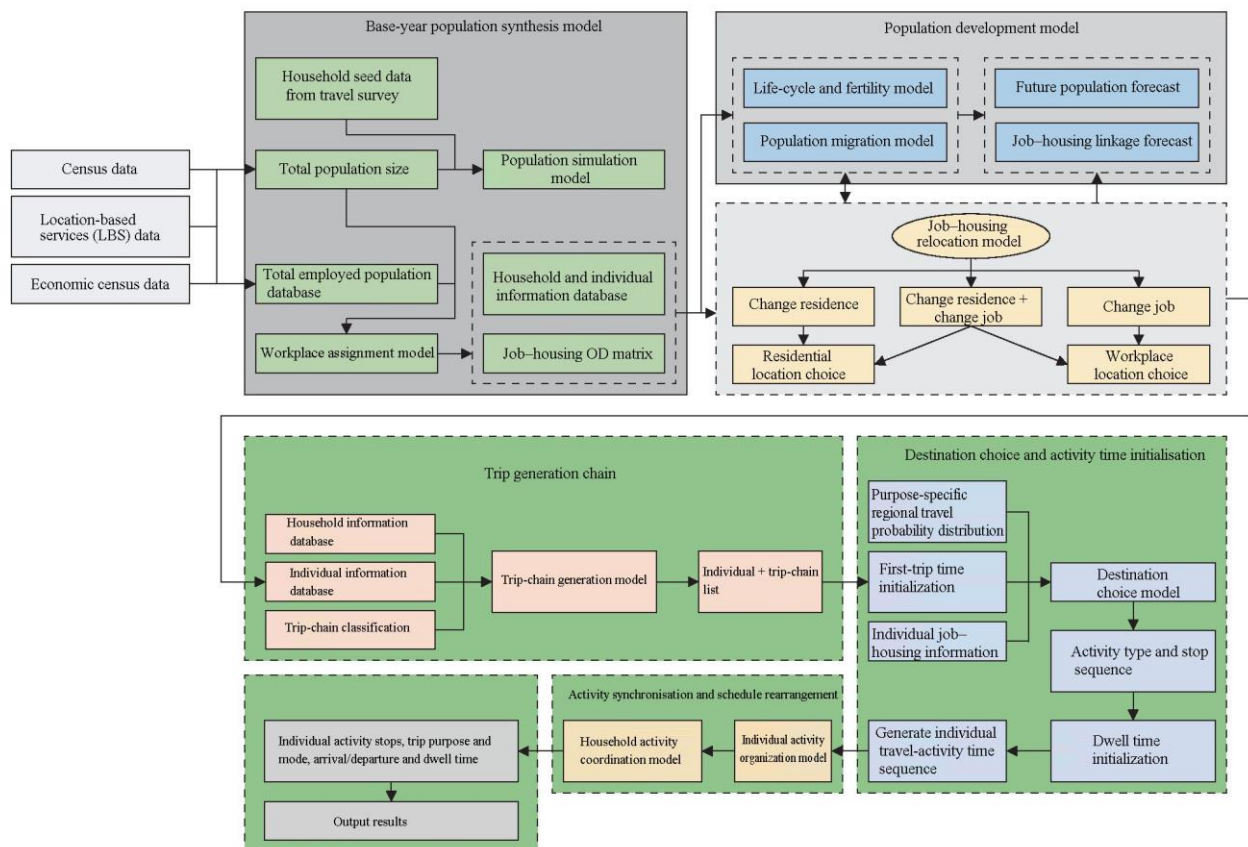 Base-year population synthesis model
Household seed data
from travel survey
Total population size
Population simulation
model
Census data
Location-based
services (LBS) data
Economic census data
Total employed population
database
Household and individual
information database
Workplace assignment model
Job–housing OD matrix
Population development model
Life-cycle and fertility model
Future population forecast
Population migration model
Job–housing linkage forecast
Job–housing
relocation model
Change residence
Change residence +
change job
Change job
Residential
location choice
Workplace
location choice
Trip generation chain
Household information
database
Individual information
database
Trip-chain classification
Trip-chain generation model
Individual + trip-chain
list
Destination choice and activity time initialisation
Purpose-specific
regional travel
probability distribution
First-trip time
initialization
Individual job–
housing information
Destination
choice model
Activity type and stop
sequence
Dwell time
initialization
Generate individual
travel-activity time
sequence
Activity synchronisation and schedule rearrangement
Individual activity
organization model
Household activity
coordination model
Individual activity stops, trip purpose and
mode, arrival/departure and dwell time
Output results